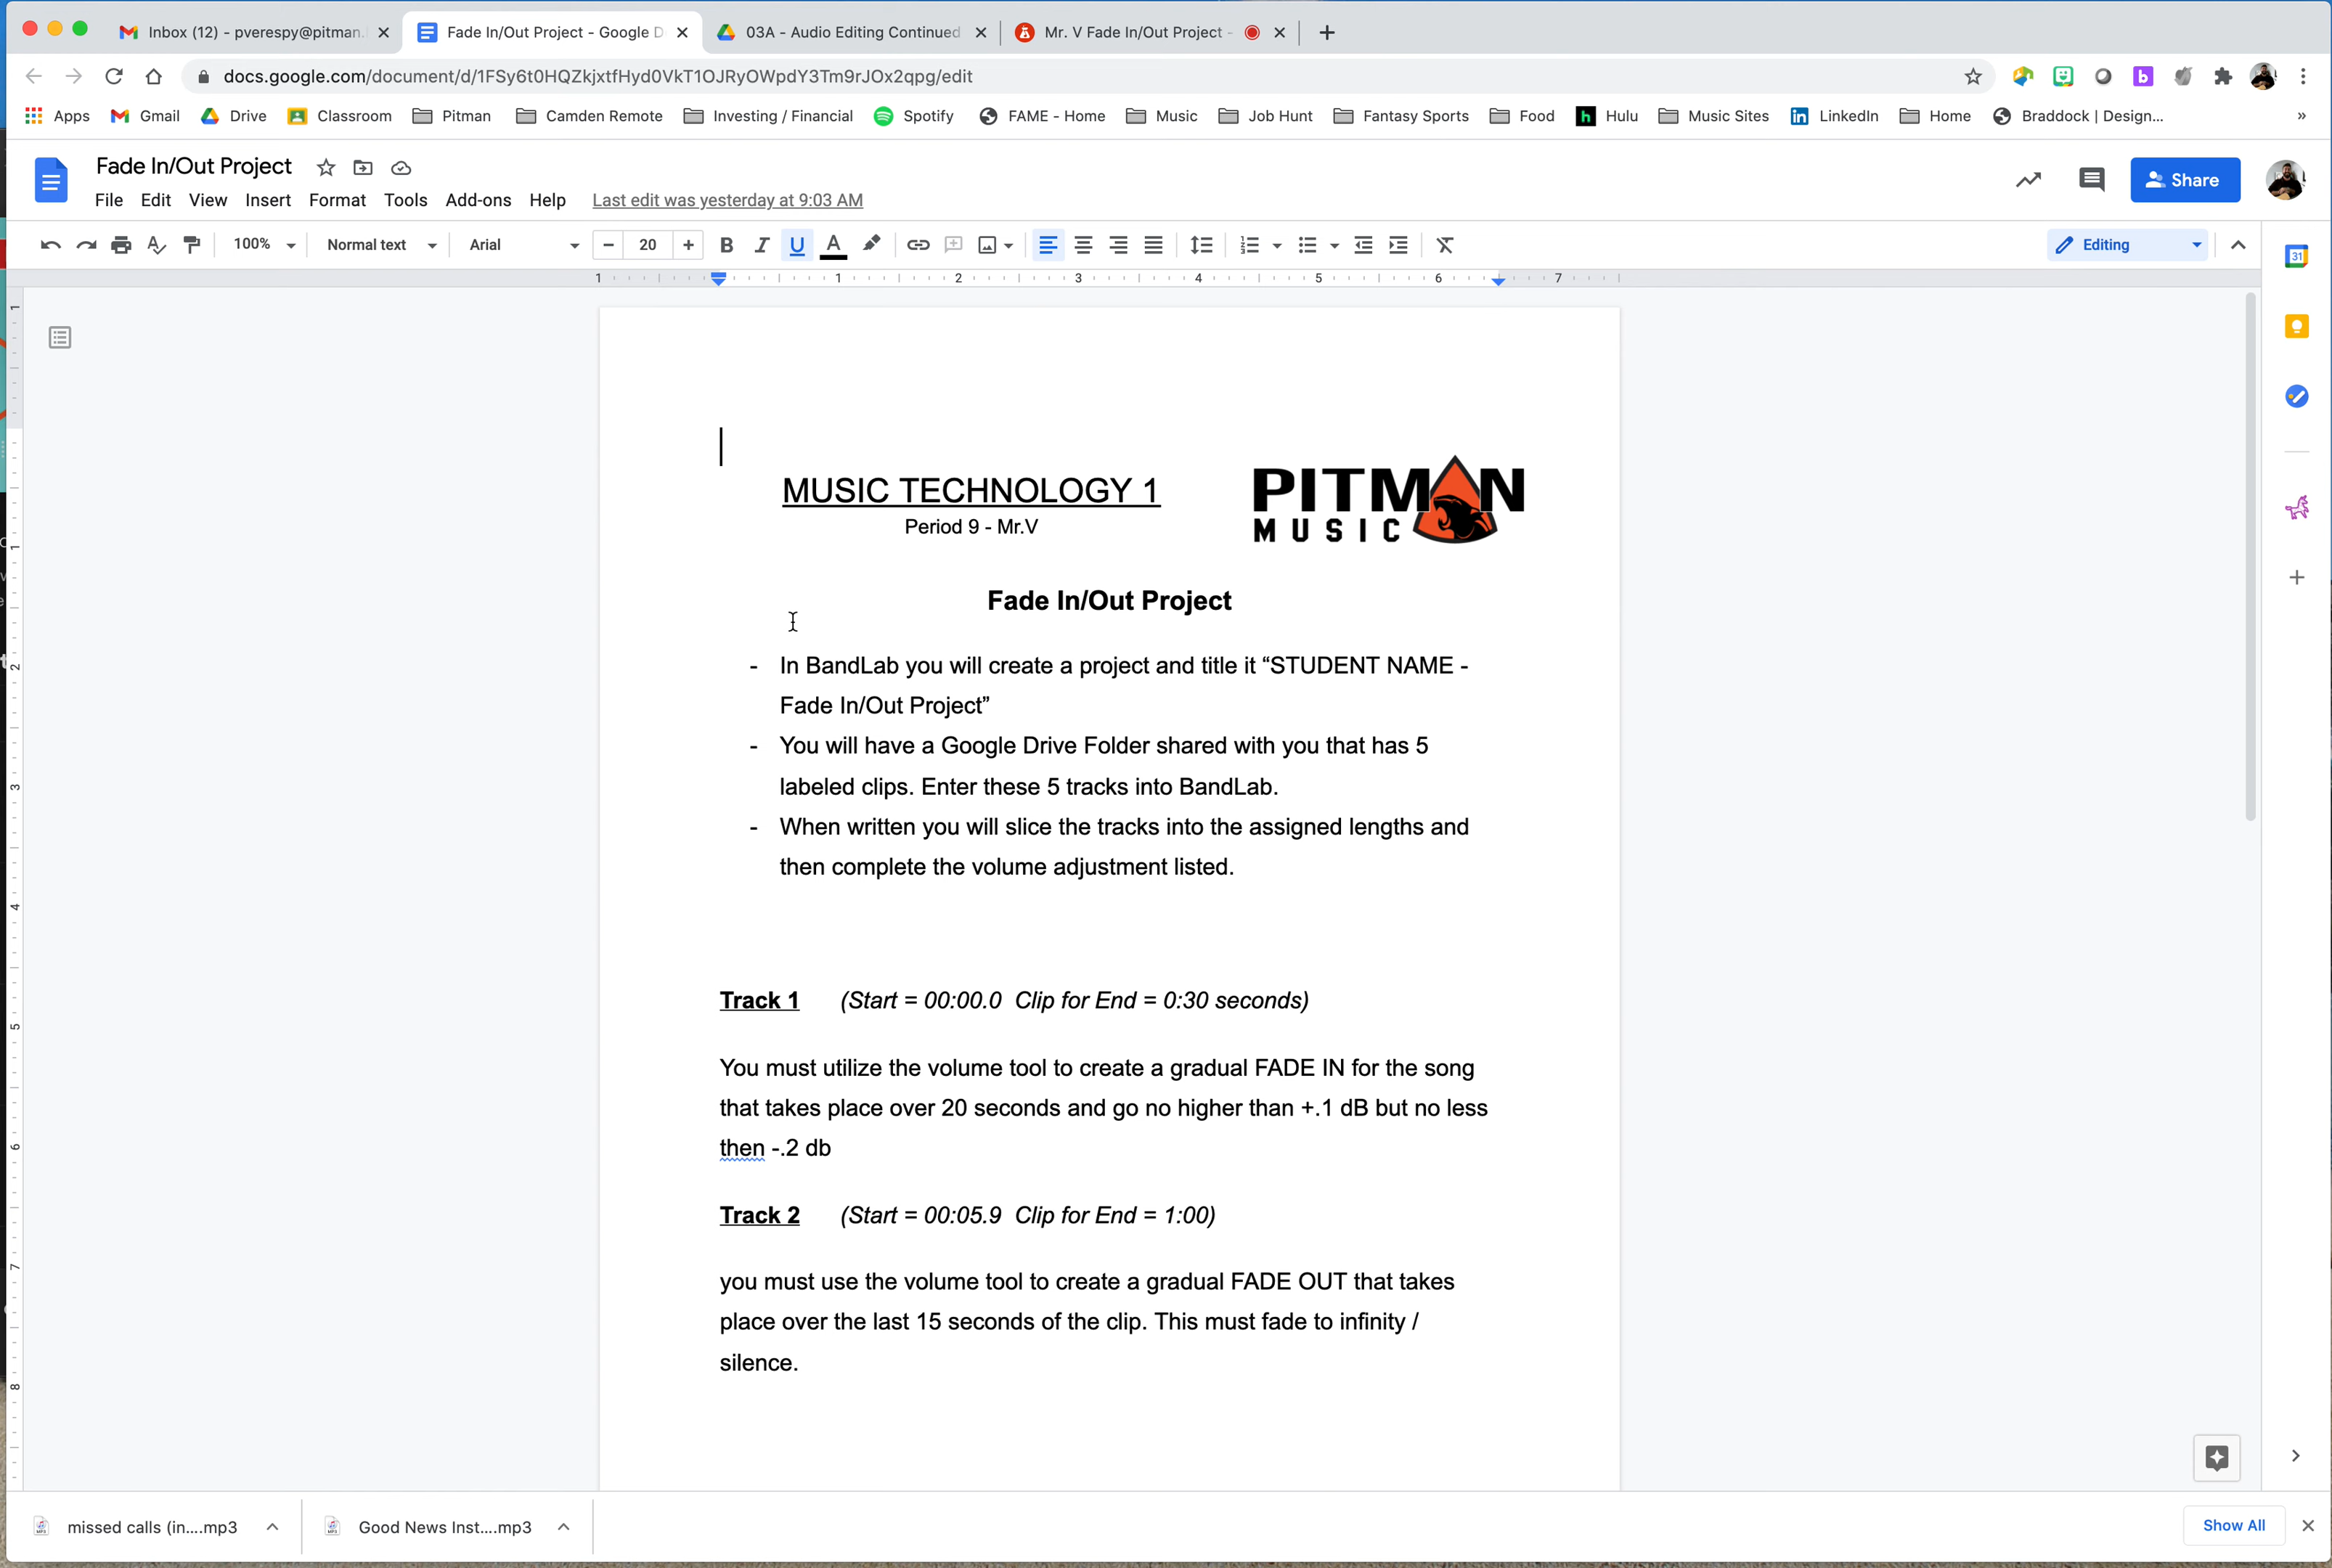 Inbox (12) - pverespy@pitman.
Fade In/Out Project - Google D
03A - Audio Editing Continued
Mr. V Fade In/Out Project -
docs.google.com/document/d/1FSy6t0HQZkjxtfHyd0VkT1OJRyOWpdY3Tm9rJOx2qpg/edit
Apps Gmail Drive Classroom Pitman Camden Remote Investing / Financial Spotify FAME - Home Music Job Hunt Fantasy Sports Food Hulu Music Sites LinkedIn Home Braddock | Design... »
Fade In/Out Project
File Edit View Insert Format Tools Add-ons Help Last edit was yesterday at 9:03 AM
Share
100% Normal text Arial 20 Editing
1 1 2 3 4 5 6 7
MUSIC TECHNOLOGY 1
Period 9 - Mr.V
PITMAN
MUSIC
Fade In/Out Project
- In BandLab you will create a project and title it “STUDENT NAME -
Fade In/Out Project”
- You will have a Google Drive Folder shared with you that has 5
labeled clips. Enter these 5 tracks into BandLab.
- When written you will slice the tracks into the assigned lengths and
then complete the volume adjustment listed.
Track 1 (Start = 00:00.0 Clip for End = 0:30 seconds)
You must utilize the volume tool to create a gradual FADE IN for the song
that takes place over 20 seconds and go no higher than +.1 dB but no less
then -.2 db
Track 2 (Start = 00:05.9 Clip for End = 1:00)
you must use the volume tool to create a gradual FADE OUT that takes
place over the last 15 seconds of the clip. This must fade to infinity /
silence.
missed calls (in....mp3
Good News Inst....mp3
Show All